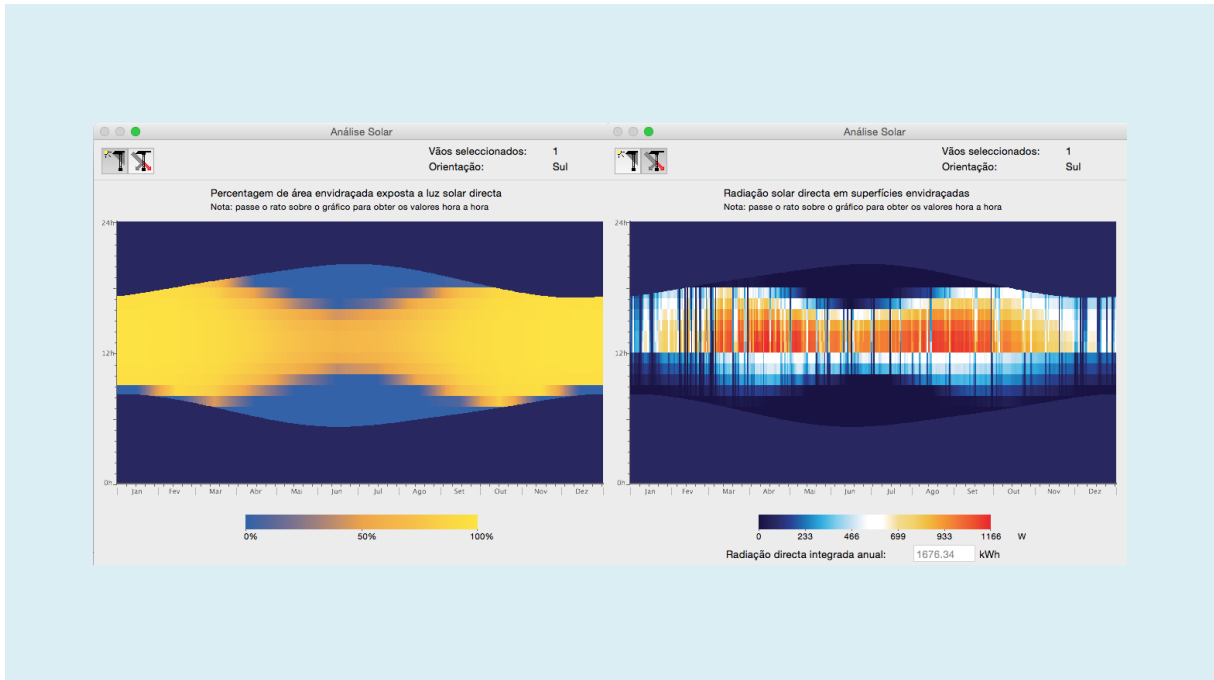 Análise Solar
Vãos seleccionados: 1
Orientação: Sul
Percentagem de área envidraçada exposta a luz solar directa
Nota: passe o rato sobre o gráfico para obter os valores hora a hora
24h
12h
0h
Jan Fev Mar Abr Mai Jun Jul Ago Set Out Nov Dez
0% 50% 100%
Análise Solar
Vãos seleccionados: 1
Orientação: Sul
Radiação solar directa em superfícies envidraçadas
Nota: passe o rato sobre o gráfico para obter os valores hora a hora
24h
12h
0h
Jan Fev Mar Abr Mai Jun Jul Ago Set Out Nov Dez
0 233 466 699 933 1166 W
Radiação directa integrada anual: 1676.34 kWh